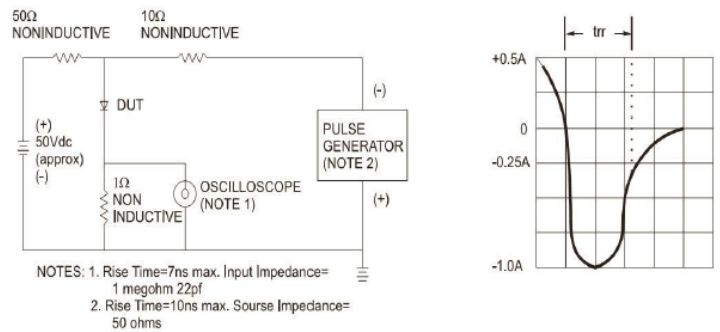 50Ω
NONINDUCTIVE
10Ω
NONINDUCTIVE
DUT
(+)
50Vdc
(approx)
(-)
1Ω
NON
INDUCTIVE
OSCILLOSCOPE
(NOTE 1)
(-)
PULSE
GENERATOR
(NOTE 2)
(+)
NOTES: 1. Rise Time=7ns max. Input Impedance=
1 megohm 22pf
2. Rise Time=10ns max. Sourse Impedance=
50 ohms
trr
+0.5A
0
-0.25A
-1.0A